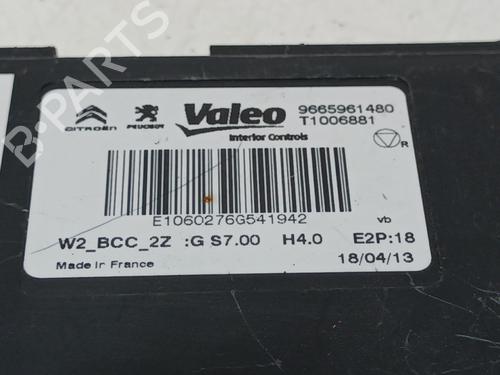 CITROËN PEUGEOT Valeo 9665961480
T1006881
Interior Controls
R
E1060276G541942
vb
W2_BCC_2Z :G S7.00 H4.0 E2P:18
Made in France 18/04/13
B-Parts